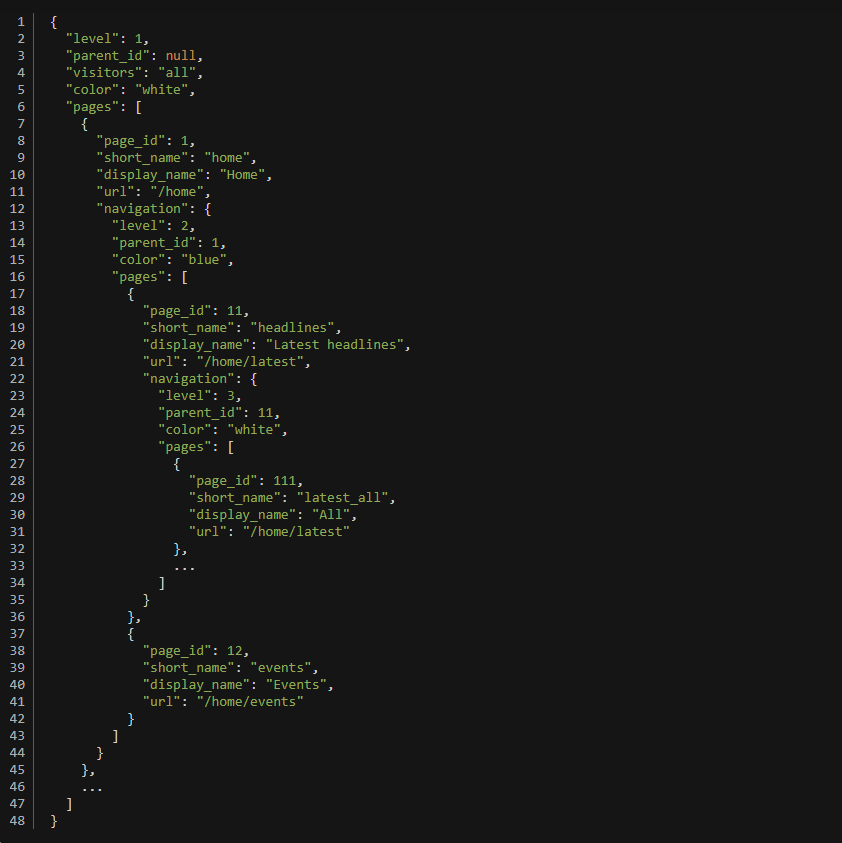 1 {
2   "level": 1,
3   "parent_id": null,
4   "visitors": "all",
5   "color": "white",
6   "pages": [
7     {
8       "page_id": 1,
9       "short_name": "home",
10       "display_name": "Home",
11       "url": "/home",
12       "navigation": {
13         "level": 2,
14         "parent_id": 1,
15         "color": "blue",
16         "pages": [
17           {
18             "page_id": 11,
19             "short_name": "headlines",
20             "display_name": "Latest headlines",
21             "url": "/home/latest",
22             "navigation": {
23               "level": 3,
24               "parent_id": 11,
25               "color": "white",
26               "pages": [
27                 {
28                   "page_id": 111,
29                   "short_name": "latest_all",
30                   "display_name": "All",
31                   "url": "/home/latest"
32                 },
33                 ...
34               ]
35             }
36           },
37           {
38             "page_id": 12,
39             "short_name": "events",
40             "display_name": "Events",
41             "url": "/home/events"
42           }
43         ]
44       }
45     },
46     ...
47   ]
48 }